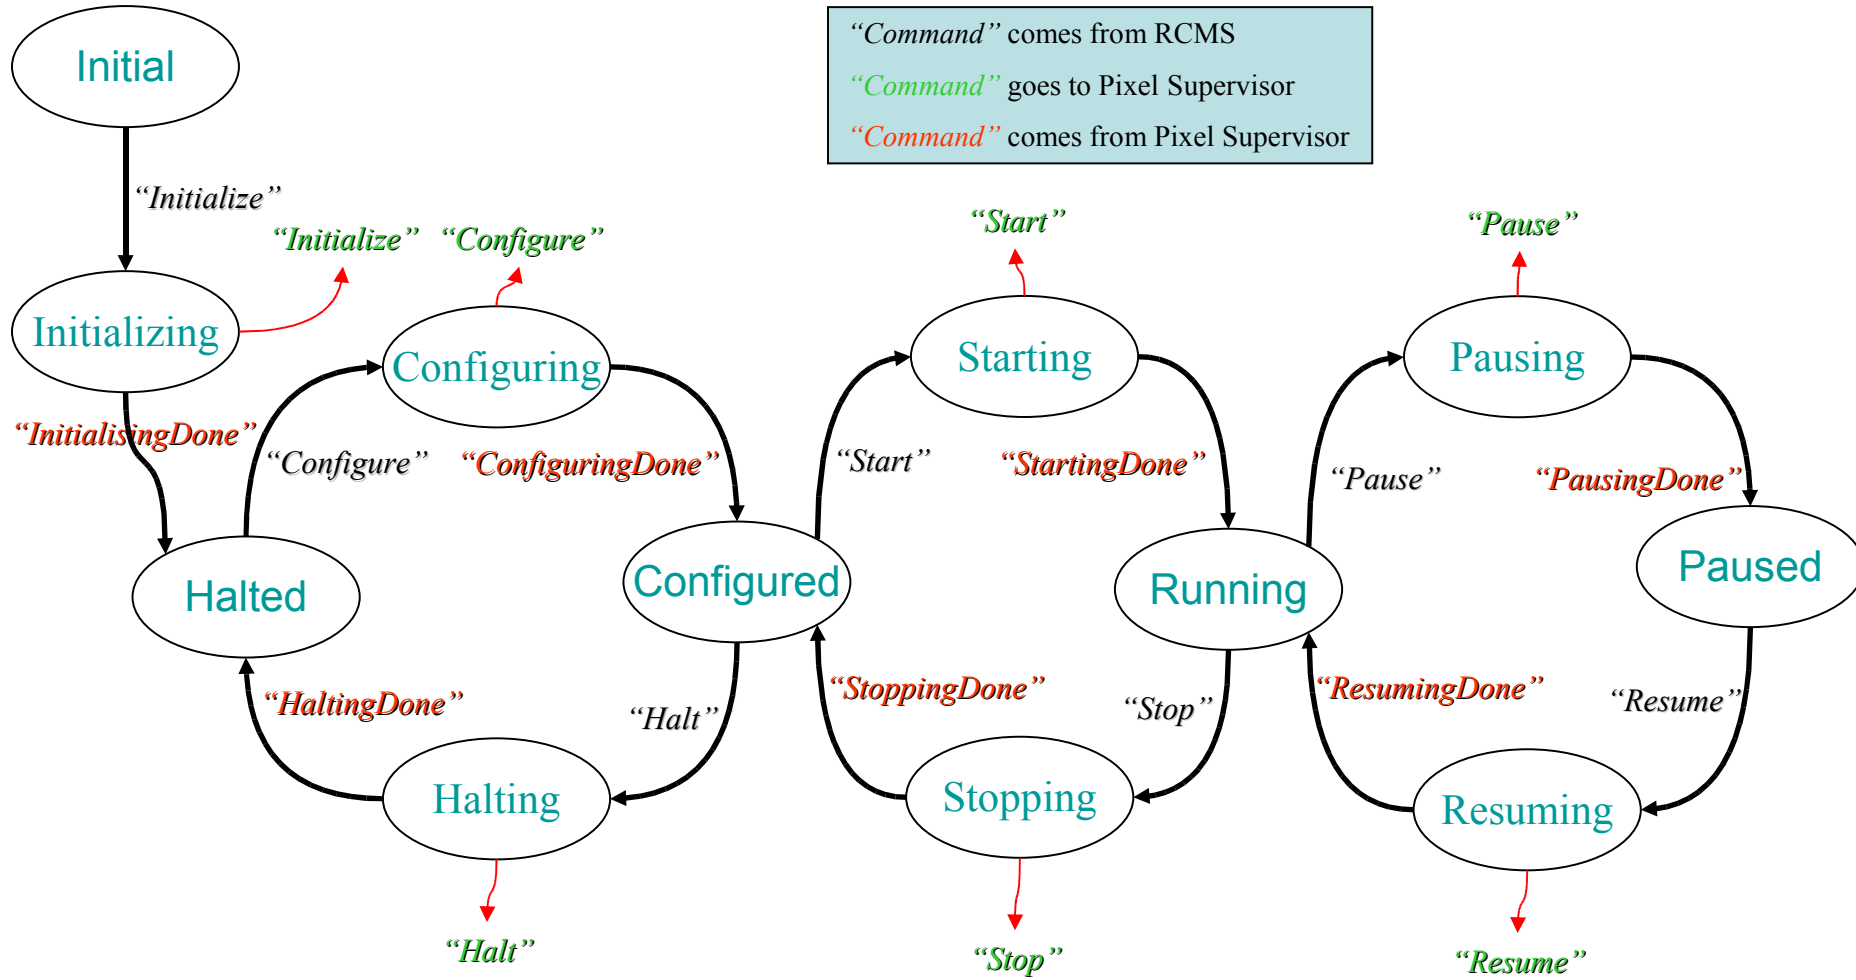 Initial
“Command” comes from RCMS
“Command” goes to Pixel Supervisor
“Command” comes from Pixel Supervisor
“Initialize”
“Initialize”
“Configure”
“Start”
“Pause”
Initializing
Configuring
Starting
Pausing
“InitialisingDone”
“Configure”
“ConfiguringDone”
“Start”
“StartingDone”
“Pause”
“PausingDone”
Halted
Configured
Running
Paused
“HaltingDone”
“Halt”
“StoppingDone”
“Stop”
“ResumingDone”
“Resume”
Halting
Stopping
Resuming
“Halt”
“Stop”
“Resume”